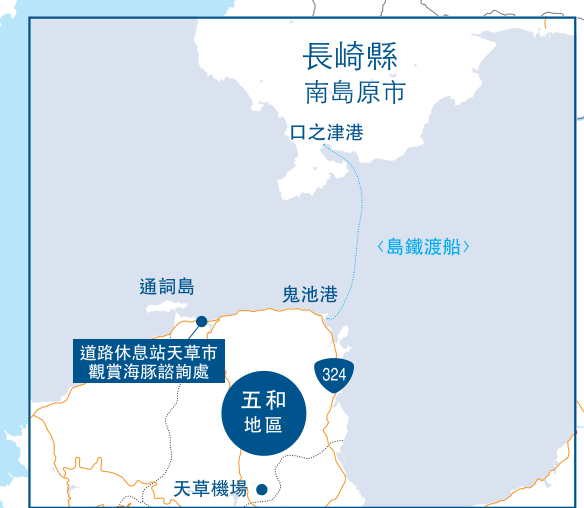 長崎縣
南島原市
口之津港
〈島鐵渡船〉
通詞島
鬼池港
道路休息站天草市
觀賞海豚諮詢處
324
五和
地區
天草機場